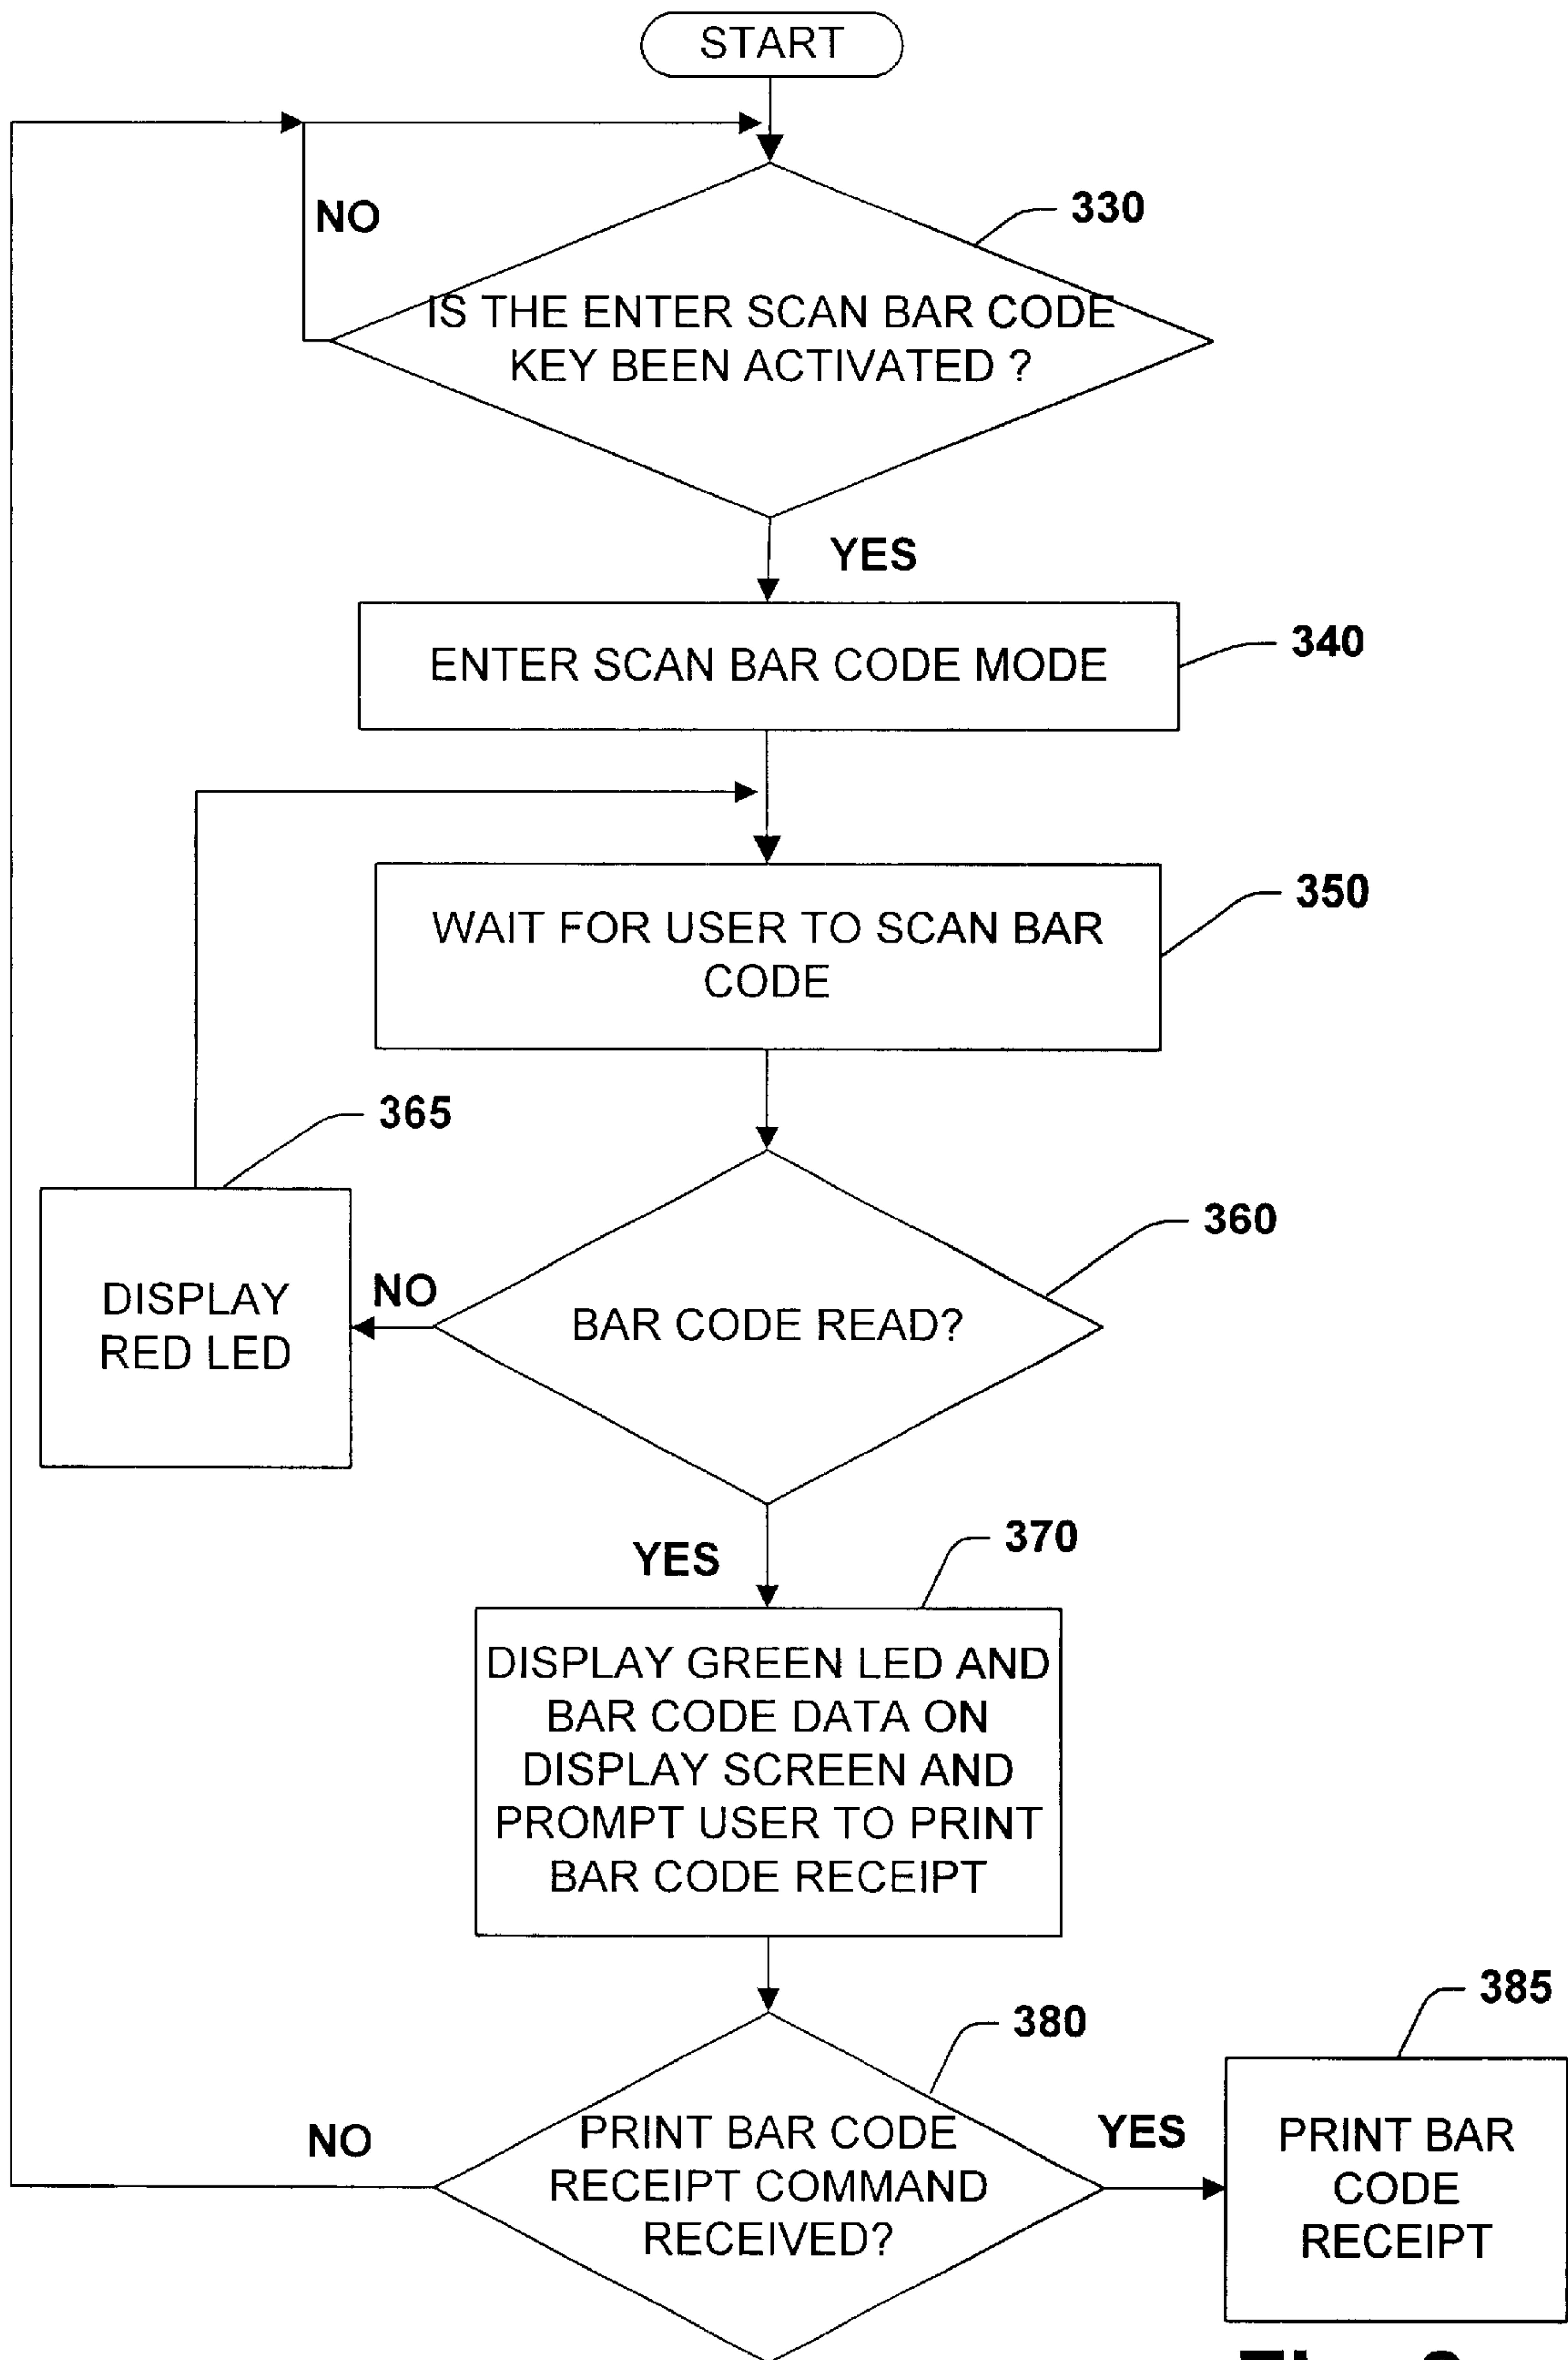 START
NO
330
IS THE ENTER SCAN BAR CODE
KEY BEEN ACTIVATED ?
YES
ENTER SCAN BAR CODE MODE
340
350
WAIT FOR USER TO SCAN BAR
CODE
365
360
DISPLAY
RED LED
NO
BAR CODE READ?
YES
370
DISPLAY GREEN LED AND
BAR CODE DATA ON
DISPLAY SCREEN AND
PROMPT USER TO PRINT
BAR CODE RECEIPT
380
385
NO
PRINT BAR CODE
RECEIPT COMMAND
RECEIVED?
YES
PRINT BAR
CODE
RECEIPT